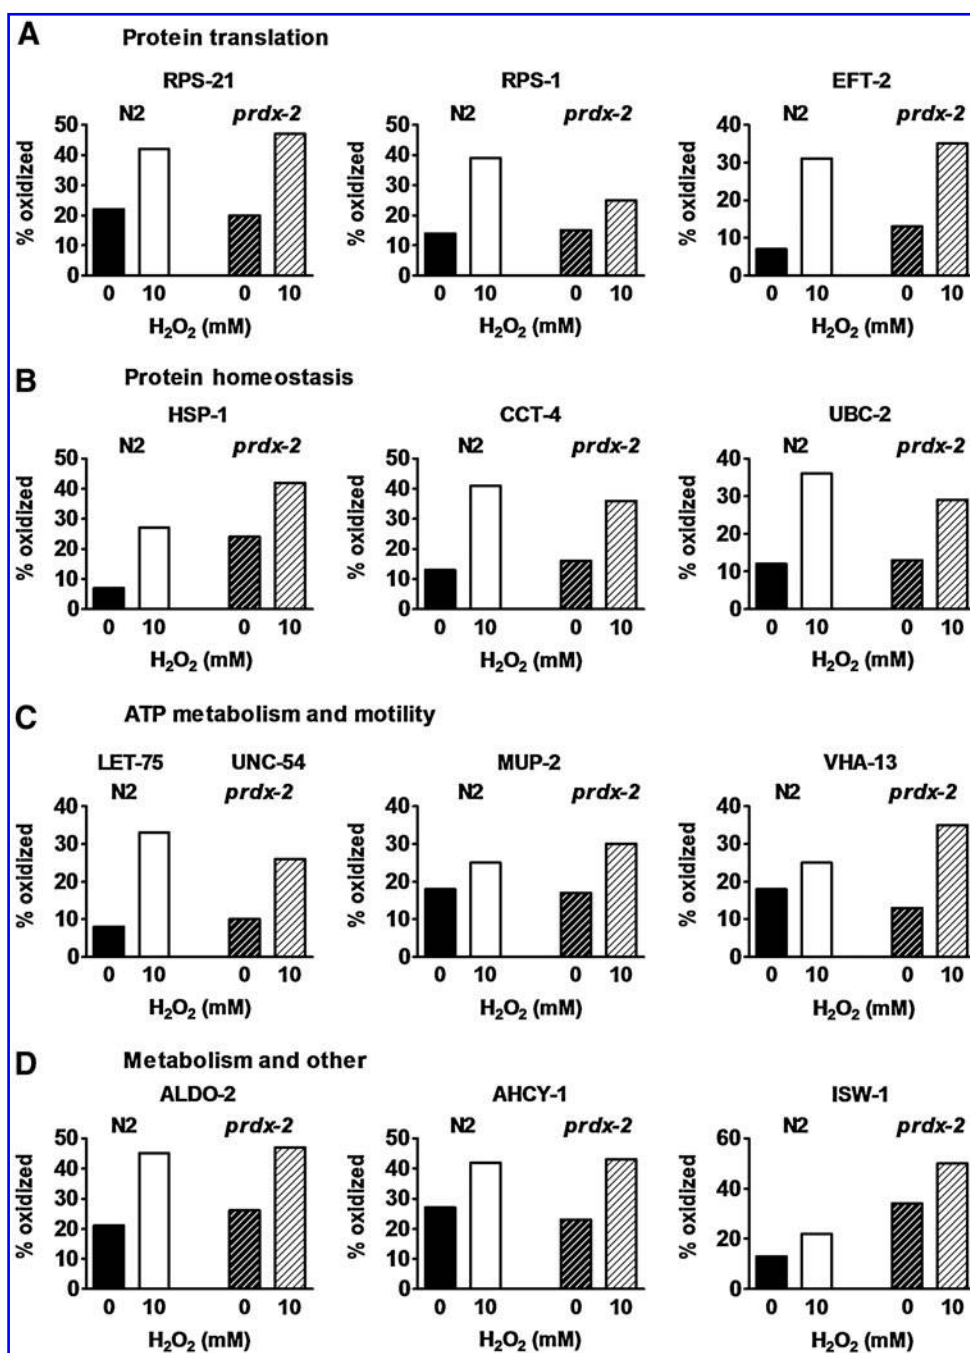 A Protein translation
RPS-21 RPS-1 EFT-2
N2 prdx-2 N2 prdx-2 N2 prdx-2
% oxidized % oxidized % oxidized
50 50 40
40 40 30
30 30 20
20 20 10
10 10 0
0 0
0 10 0 10 0 10 0 10 0 10 0 10
H₂O₂ (mM) H₂O₂ (mM) H₂O₂ (mM)
B Protein homeostasis
HSP-1 CCT-4 UBC-2
N2 prdx-2 N2 prdx-2 N2 prdx-2
% oxidized % oxidized % oxidized
50 50 40
40 40 30
30 30 20
20 20 10
10 10 0
0 0
0 10 0 10 0 10 0 10 0 10 0 10
H₂O₂ (mM) H₂O₂ (mM) H₂O₂ (mM)
C ATP metabolism and motility
LET-75 UNC-54 MUP-2 VHA-13
N2 prdx-2 N2 prdx-2 N2 prdx-2
% oxidized % oxidized % oxidized
40 40 40
30 30 30
20 20 20
10 10 10
0 0 0
0 10 0 10 0 10 0 10 0 10 0 10
H₂O₂ (mM) H₂O₂ (mM) H₂O₂ (mM)
D Metabolism and other
ALDO-2 AHCY-1 ISW-1
N2 prdx-2 N2 prdx-2 N2 prdx-2
% oxidized % oxidized % oxidized
50 50 60
40 40 40
30 30 20
20 20 0
10 10
0 0
0 10 0 10 0 10 0 10 0 10 0 10
H₂O₂ (mM) H₂O₂ (mM) H₂O₂ (mM)